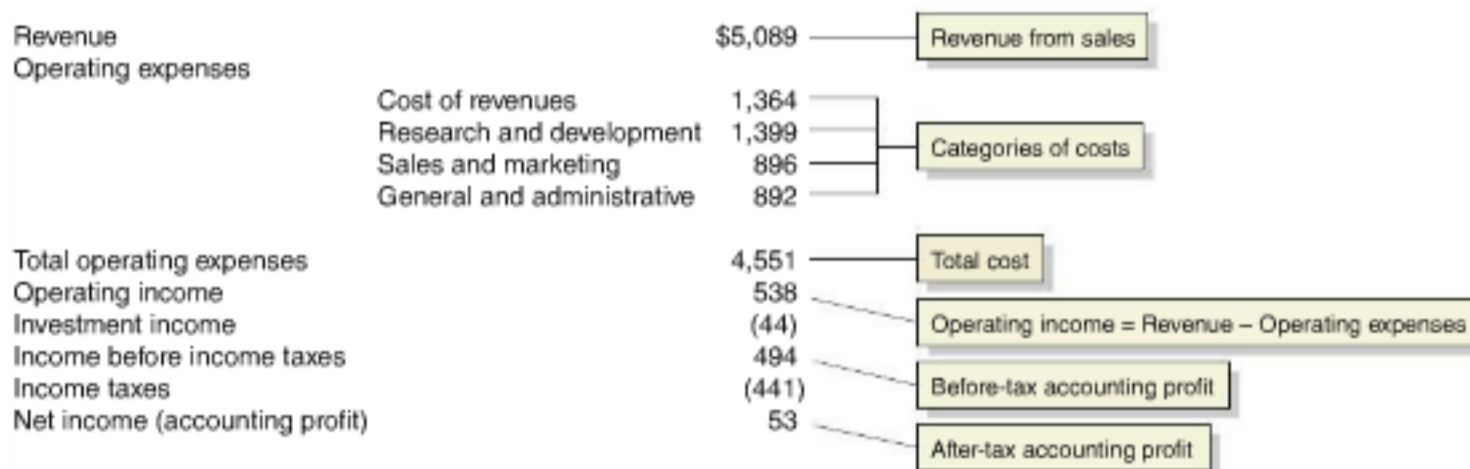 Revenue $5,089 Revenue from sales
Operating expenses
Cost of revenues 1,364
Research and development 1,399
Categories of costs
Sales and marketing 896
General and administrative 892
Total operating expenses 4,551 Total cost
Operating income 538
Investment income (44) Operating income = Revenue – Operating expenses
Income before income taxes 494
Income taxes (441) Before-tax accounting profit
Net income (accounting profit) 53
After-tax accounting profit